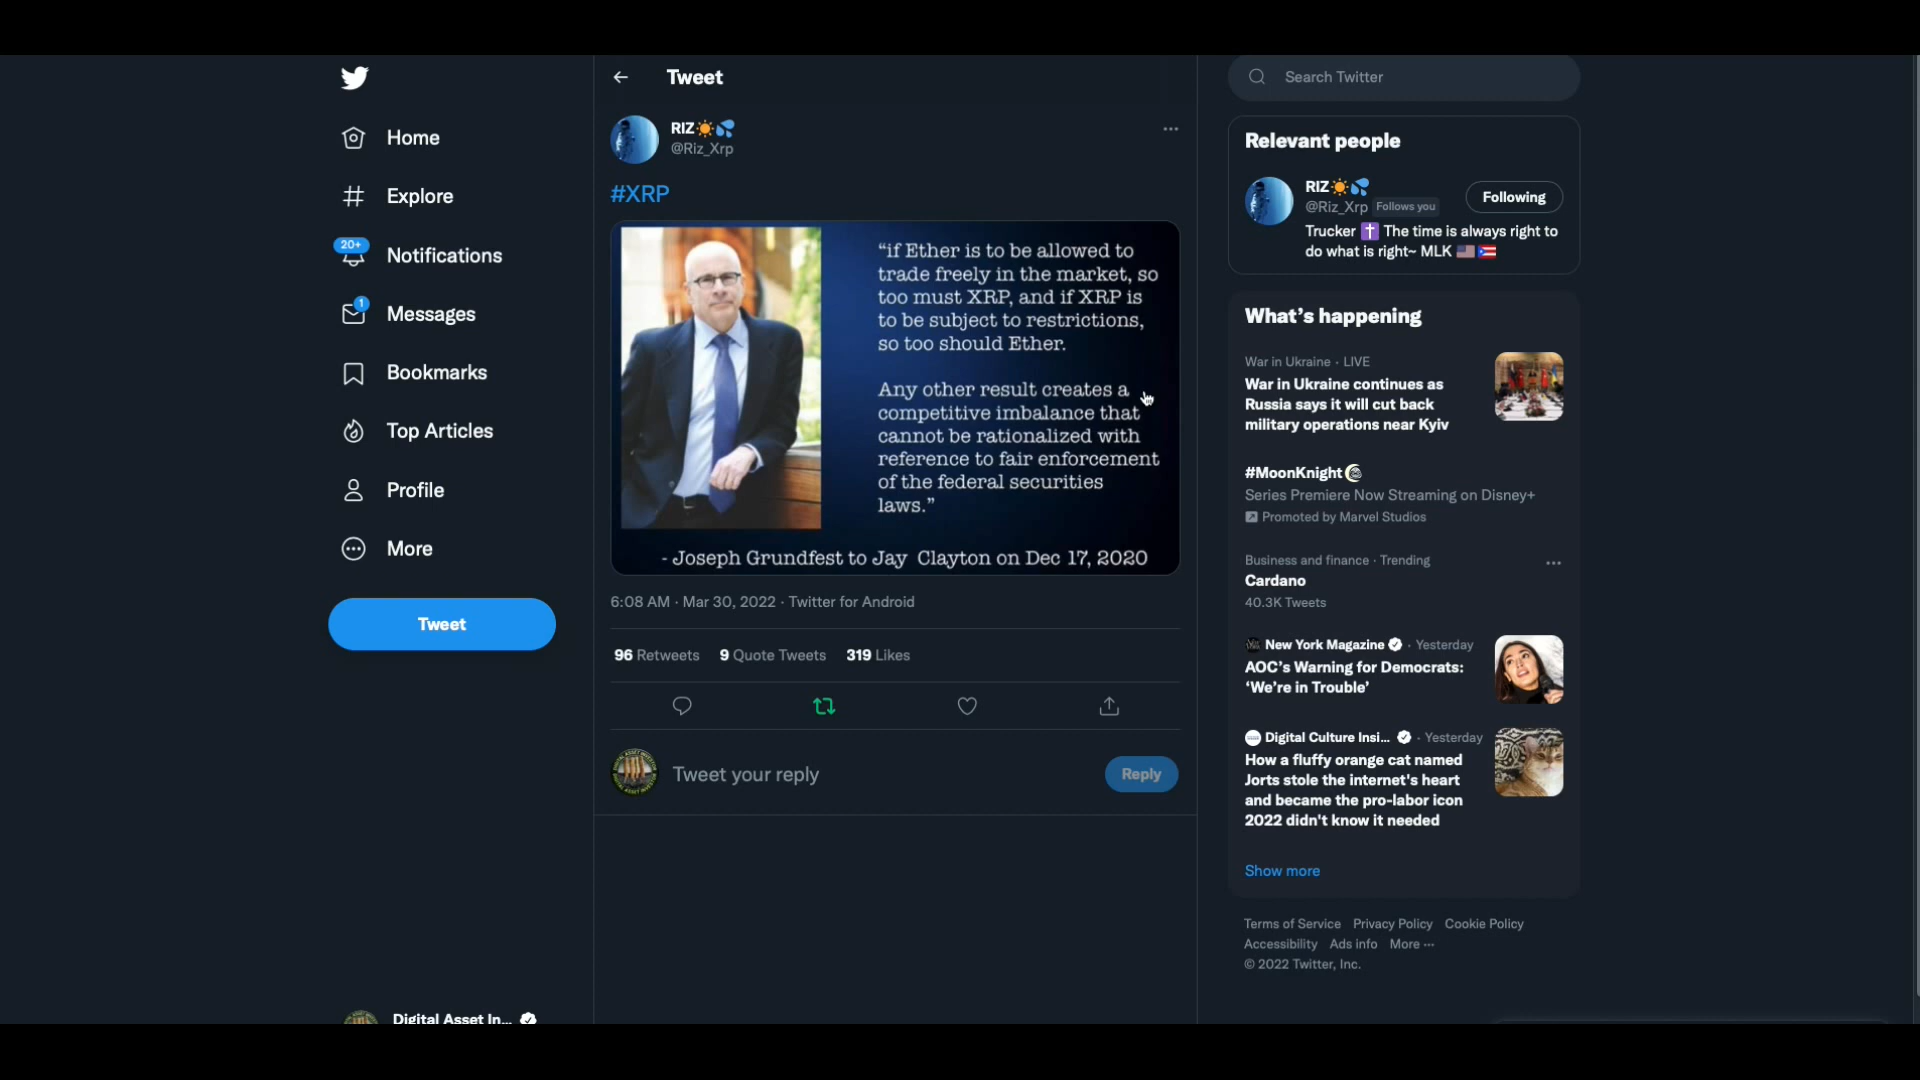 Home
Explore
20+
Notifications
1
Messages
Bookmarks
Top Articles
Profile
More
Tweet
Digital Asset In...
Tweet
RIZ
@Riz_Xrp
#XRP
“if Ether is to be allowed to
trade freely in the market, so
too must XRP, and if XRP is
to be subject to restrictions,
so too should Ether.
Any other result creates a
competitive imbalance that
cannot be rationalized with
reference to fair enforcement
of the federal securities
laws.”
- Joseph Grundfest to Jay Clayton on Dec 17, 2020
6:08 AM · Mar 30, 2022 · Twitter for Android
96 Retweets 9 Quote Tweets 319 Likes
Tweet your reply
Reply
Search Twitter
Relevant people
RIZ
@Riz_Xrp Follows you
Following
Trucker ✝ The time is always right to
do what is right~ MLK
What’s happening
War in Ukraine · LIVE
War in Ukraine continues as
Russia says it will cut back
military operations near Kyiv
#MoonKnight
Series Premiere Now Streaming on Disney+
Promoted by Marvel Studios
Business and finance · Trending
Cardano
40.3K Tweets
New York Magazine · Yesterday
AOC’s Warning for Democrats:
‘We’re in Trouble’
Digital Culture Insi... · Yesterday
How a fluffy orange cat named
Jorts stole the internet's heart
and became the pro-labor icon
2022 didn't know it needed
Show more
Terms of Service Privacy Policy Cookie Policy
Accessibility Ads info More ···
© 2022 Twitter, Inc.